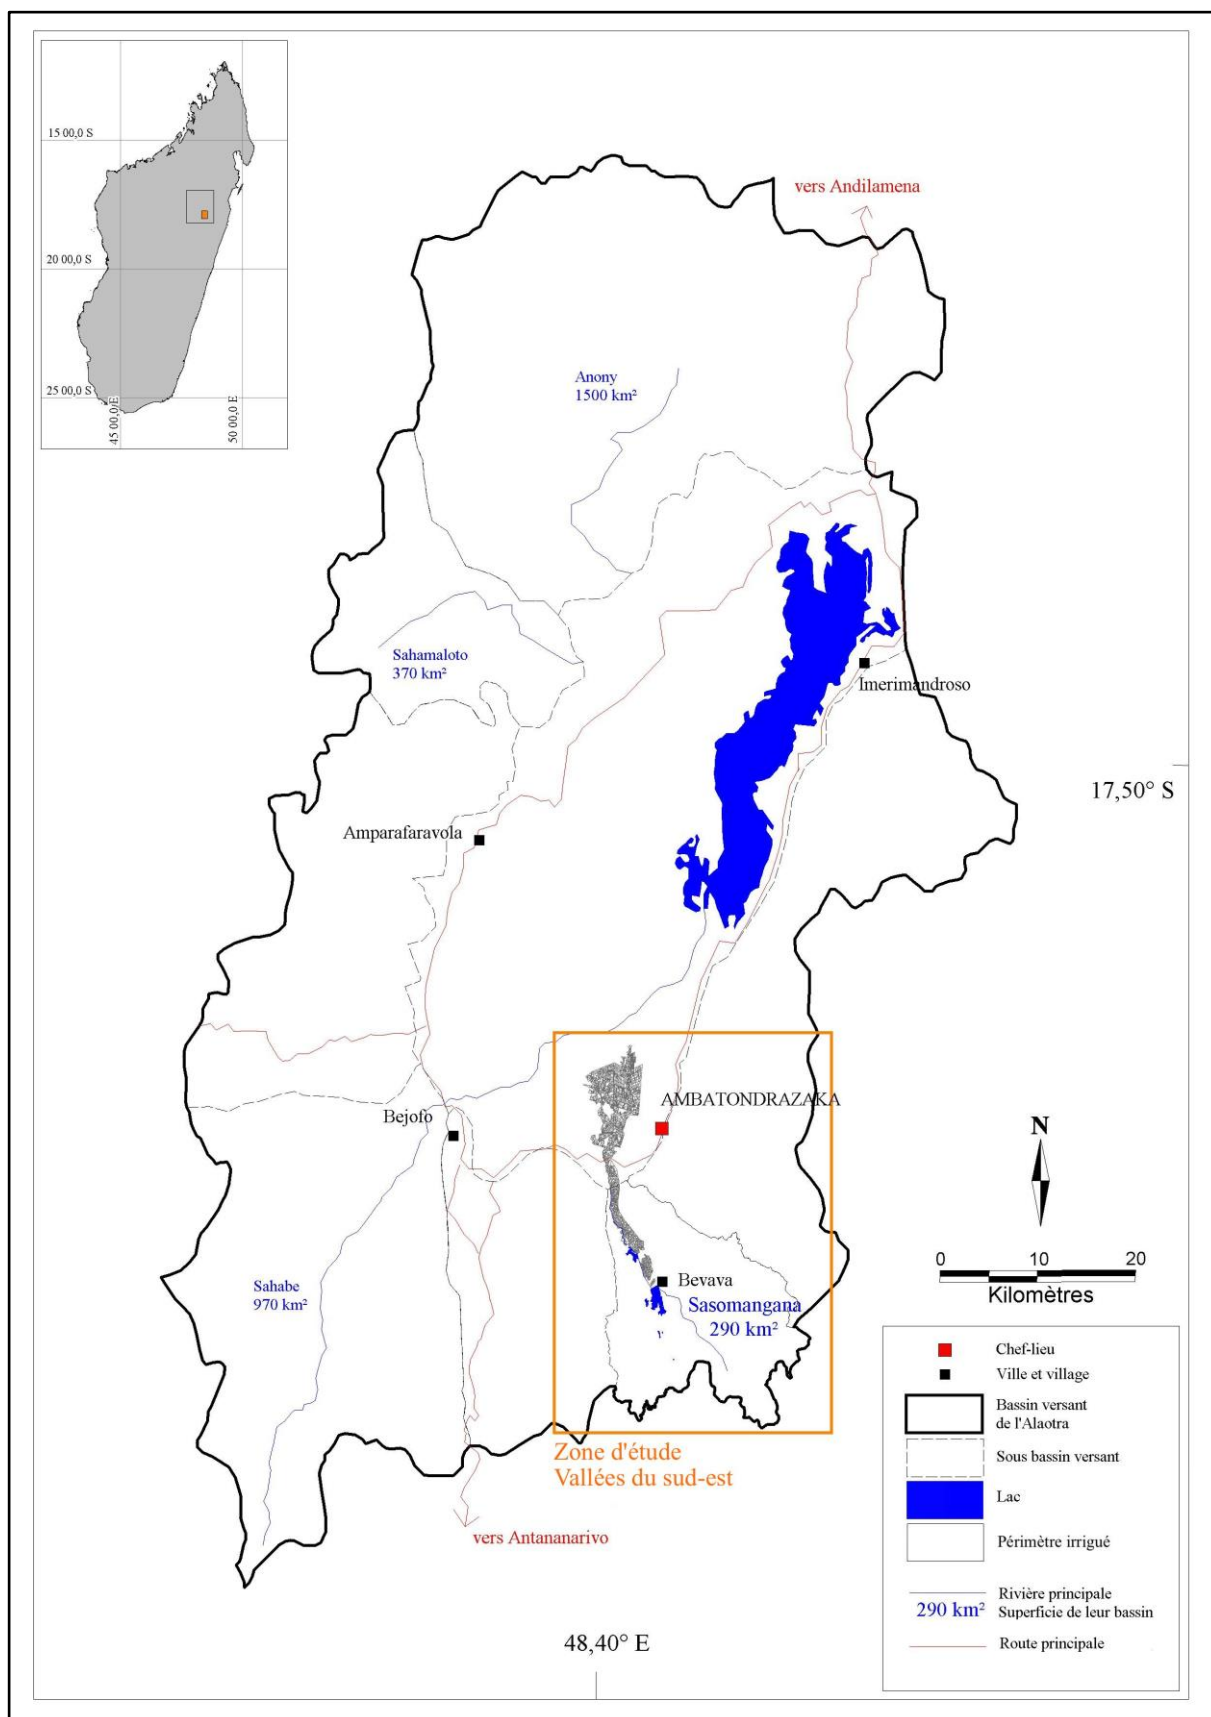 15 00,0 S
20 00,0 S
25 00,0 S
45 00,0 E
50 00,0 E
vers Andilamena
Anony
1500 km²
Sahamaloto
370 km²
Imerimandroso
17,50° S
Amparafaravola
AMBATONDRAZAKA
Bejofo
N
0 10 20
Kilomètres
Sahabe
970 km²
Bevava
Sasomangana
290 km²
Zone d'étude
Vallées du sud-est
vers Antananarivo
48,40° E
Chef-lieu
Ville et village
Bassin versant
de l'Alaotra
Sous bassin versant
Lac
Périmètre irrigué
Rivière principale
290 km² Superficie de leur bassin
Route principale